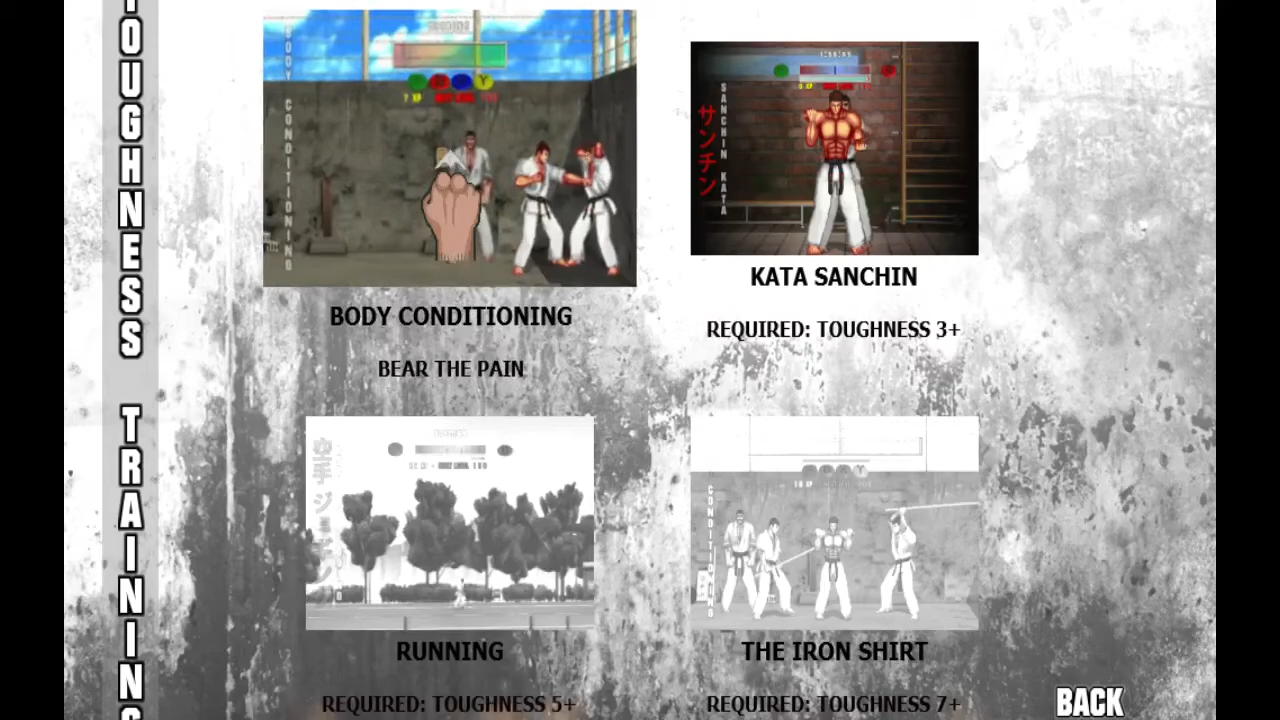 TOUGHNESS TRAINING
BODY CONDITIONING
BODY CONDITIONING
BEAR THE PAIN
サンチン
SANCHIN KATA
KATA SANCHIN
REQUIRED: TOUGHNESS 3+
RUNNING
REQUIRED: TOUGHNESS 5+
CONDITIONING
THE IRON SHIRT
REQUIRED: TOUGHNESS 7+
BACK